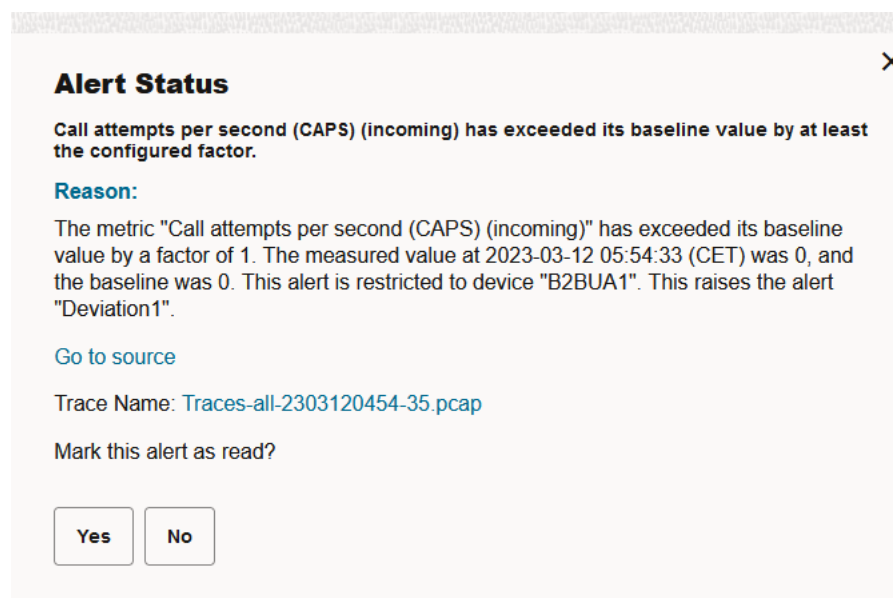 Alert Status
Call attempts per second (CAPS) (incoming) has exceeded its baseline value by at least
the configured factor.
Reason:
The metric "Call attempts per second (CAPS) (incoming)" has exceeded its baseline
value by a factor of 1. The measured value at 2023-03-12 05:54:33 (CET) was 0, and
the baseline was 0. This alert is restricted to device "B2BUA1". This raises the alert
"Deviation1".
Go to source
Trace Name: Traces-all-2303120454-35.pcap
Mark this alert as read?
Yes No